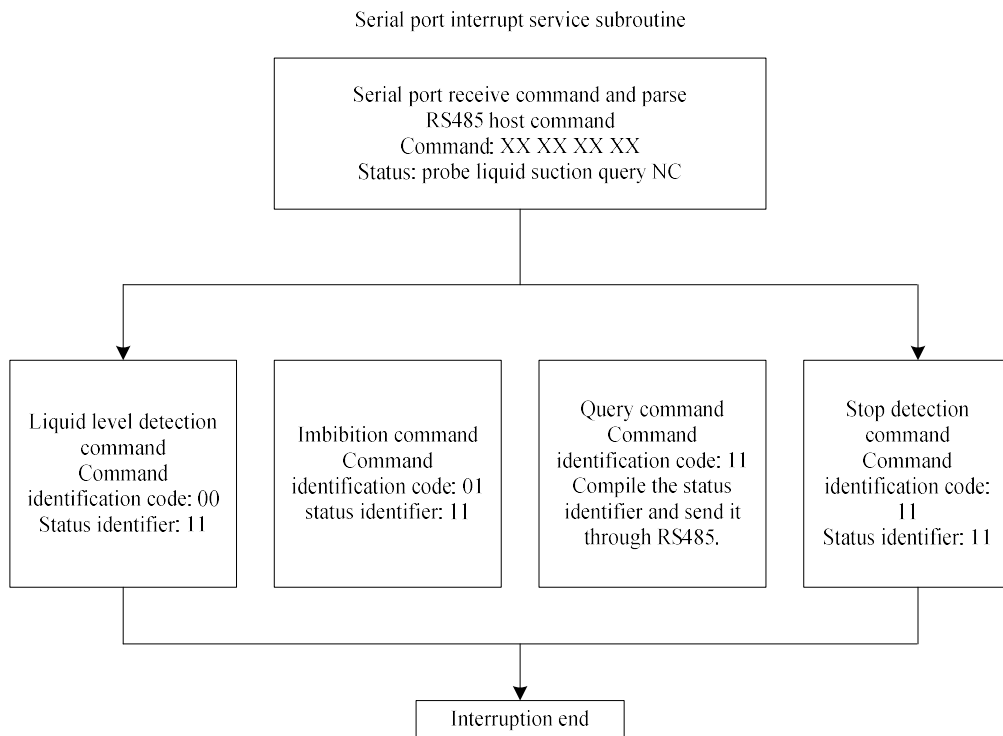 Serial port interrupt service subroutine
Serial port receive command and parse
RS485 host command
Command: XX XX XX XX
Status: probe liquid suction query NC
Liquid level detection
command
Command
identification code: 00
Status identifier: 11
Imbibition command
Command
identification code: 01
status identifier: 11
Query command
Command
identification code: 11
Compile the status
identifier and send it
through RS485.
Stop detection
command
Command
identification code:
11
Status identifier: 11
Interruption end